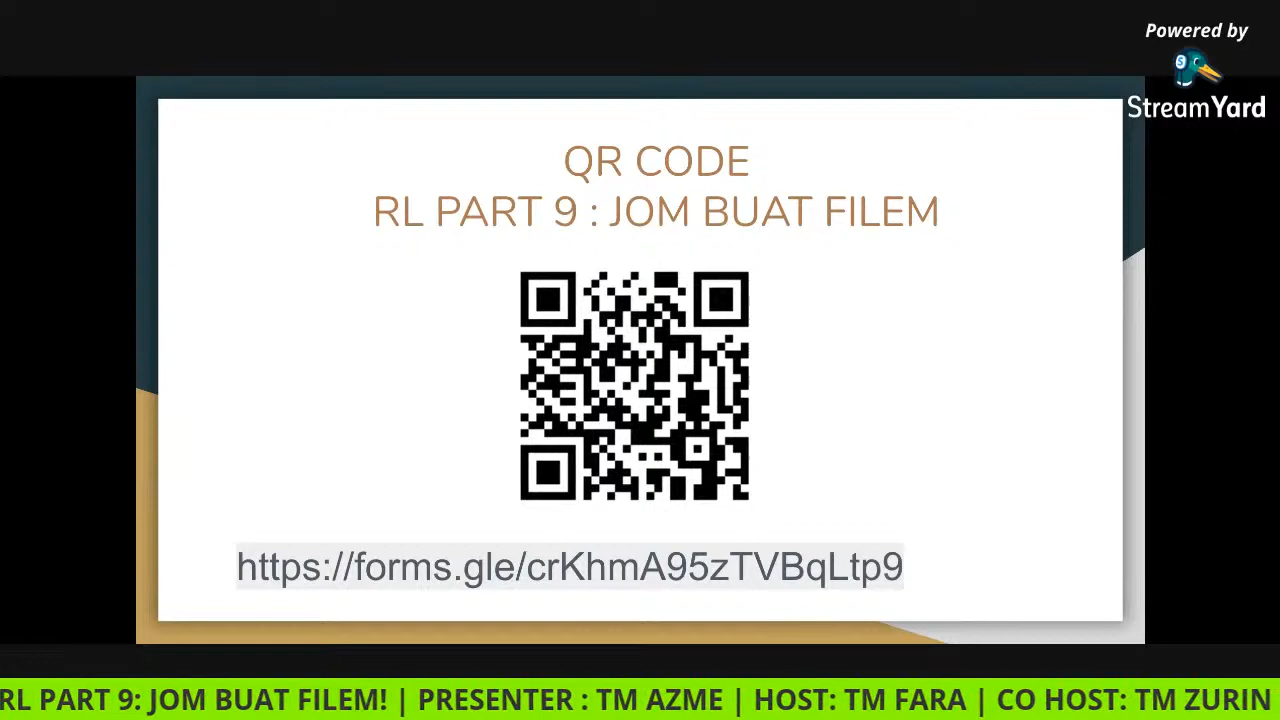 Powered by
StreamYard
QR CODE
RL PART 9 : JOM BUAT FILEM
https://forms.gle/crKhmA95zTVBqLtp9
RL PART 9: JOM BUAT FILEM! | PRESENTER : TM AZME | HOST: TM FARA | CO HOST: TM ZURIN